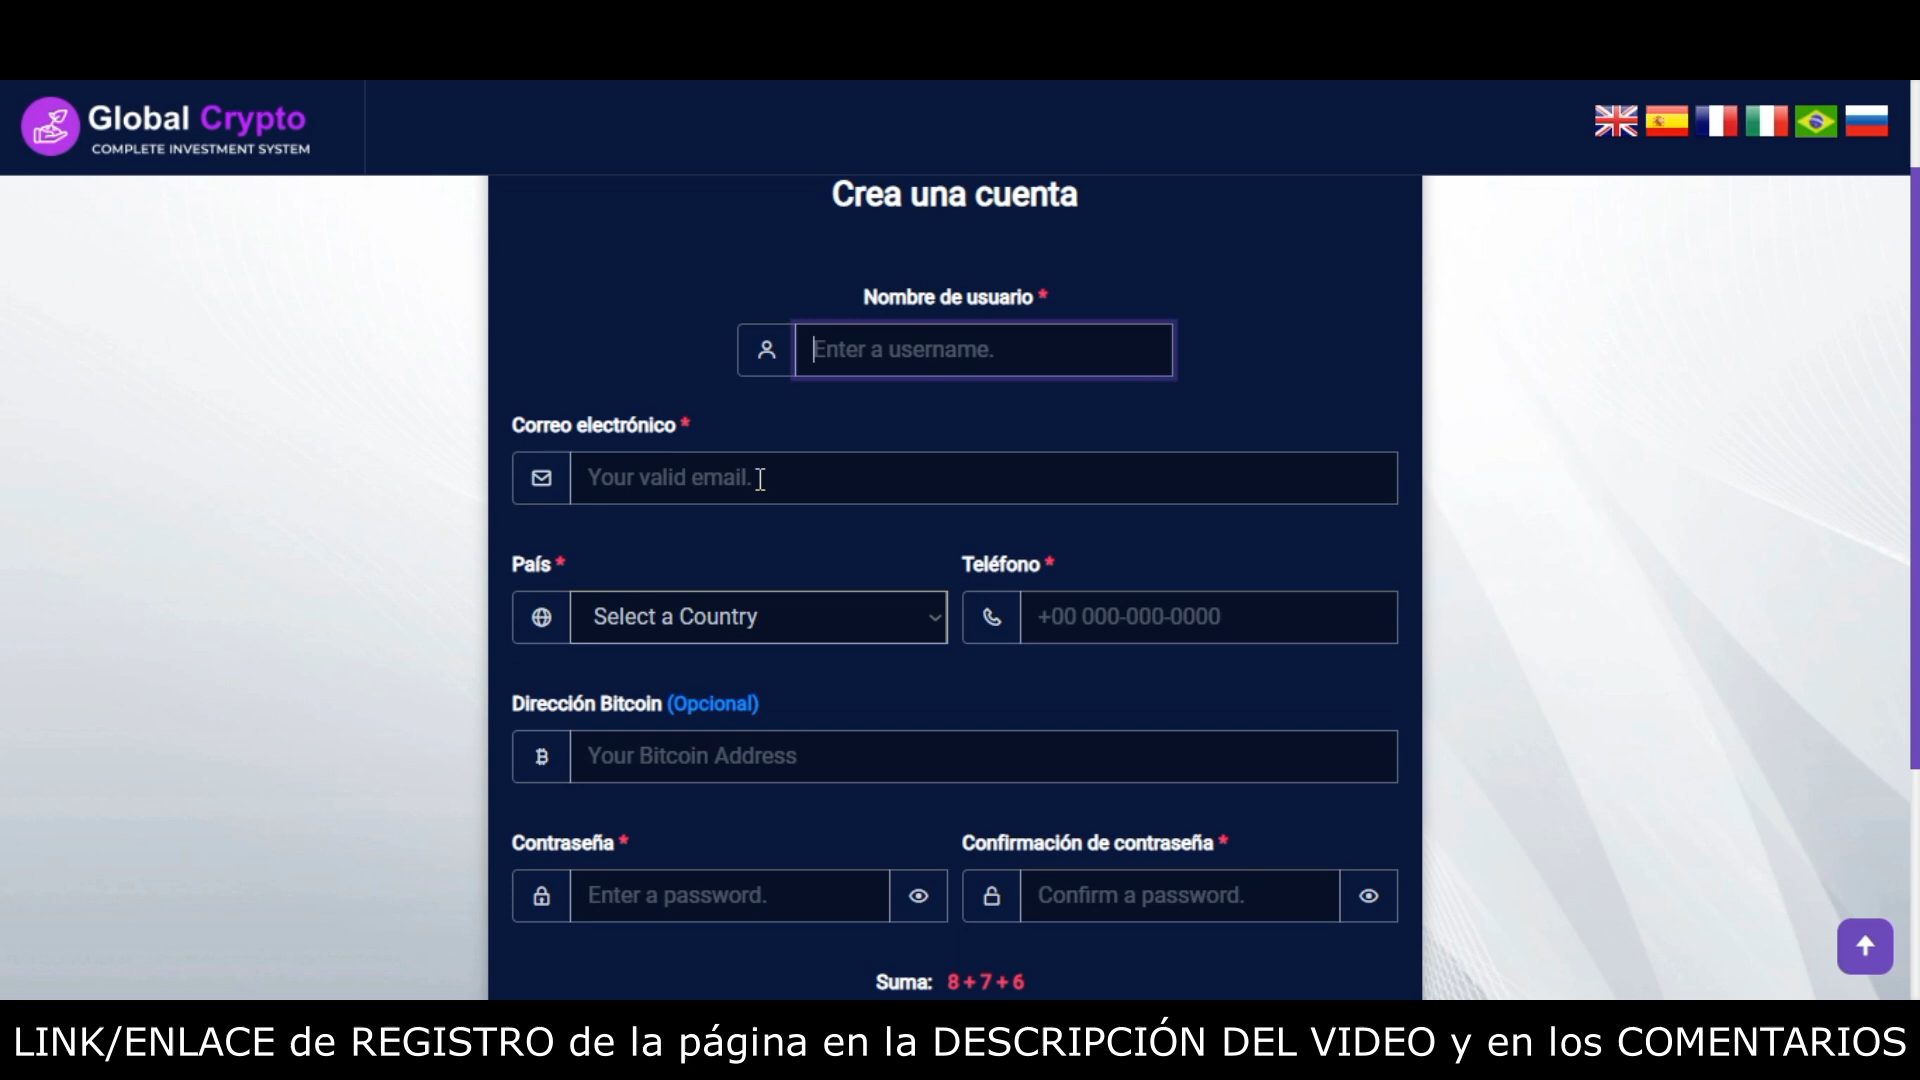 Global Crypto
COMPLETE INVESTMENT SYSTEM
Crea una cuenta
Nombre de usuario *
Enter a username.
Correo electrónico *
Your valid email.
País *
Teléfono *
Select a Country
+00 000-000-0000
Dirección Bitcoin (Opcional)
Your Bitcoin Address
Contraseña *
Confirmación de contraseña *
Enter a password.
Confirm a password.
Suma: 8 + 7 + 6
LINK/ENLACE de REGISTRO de la página en la DESCRIPCIÓN DEL VIDEO y en los COMENTARIOS